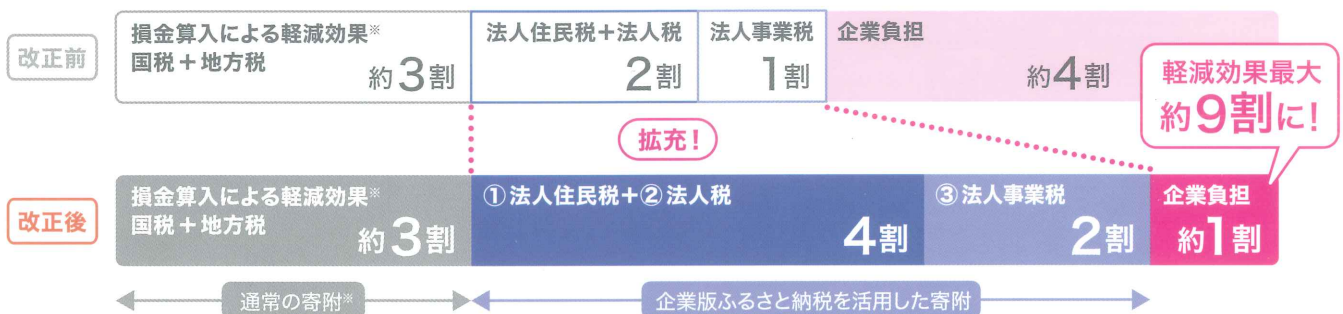 改正前
損金算入による軽減効果※
国税+地方税
約3割
法人住民税+法人税
2割
法人事業税
1割
企業負担
約4割
軽減効果最大
約9割に!
拡充!
改正後
損金算入による軽減効果※
国税+地方税
約3割
①法人住民税+②法人税
4割
③法人事業税
2割
企業負担
約1割
通常の寄附※
企業版ふるさと納税を活用した寄附